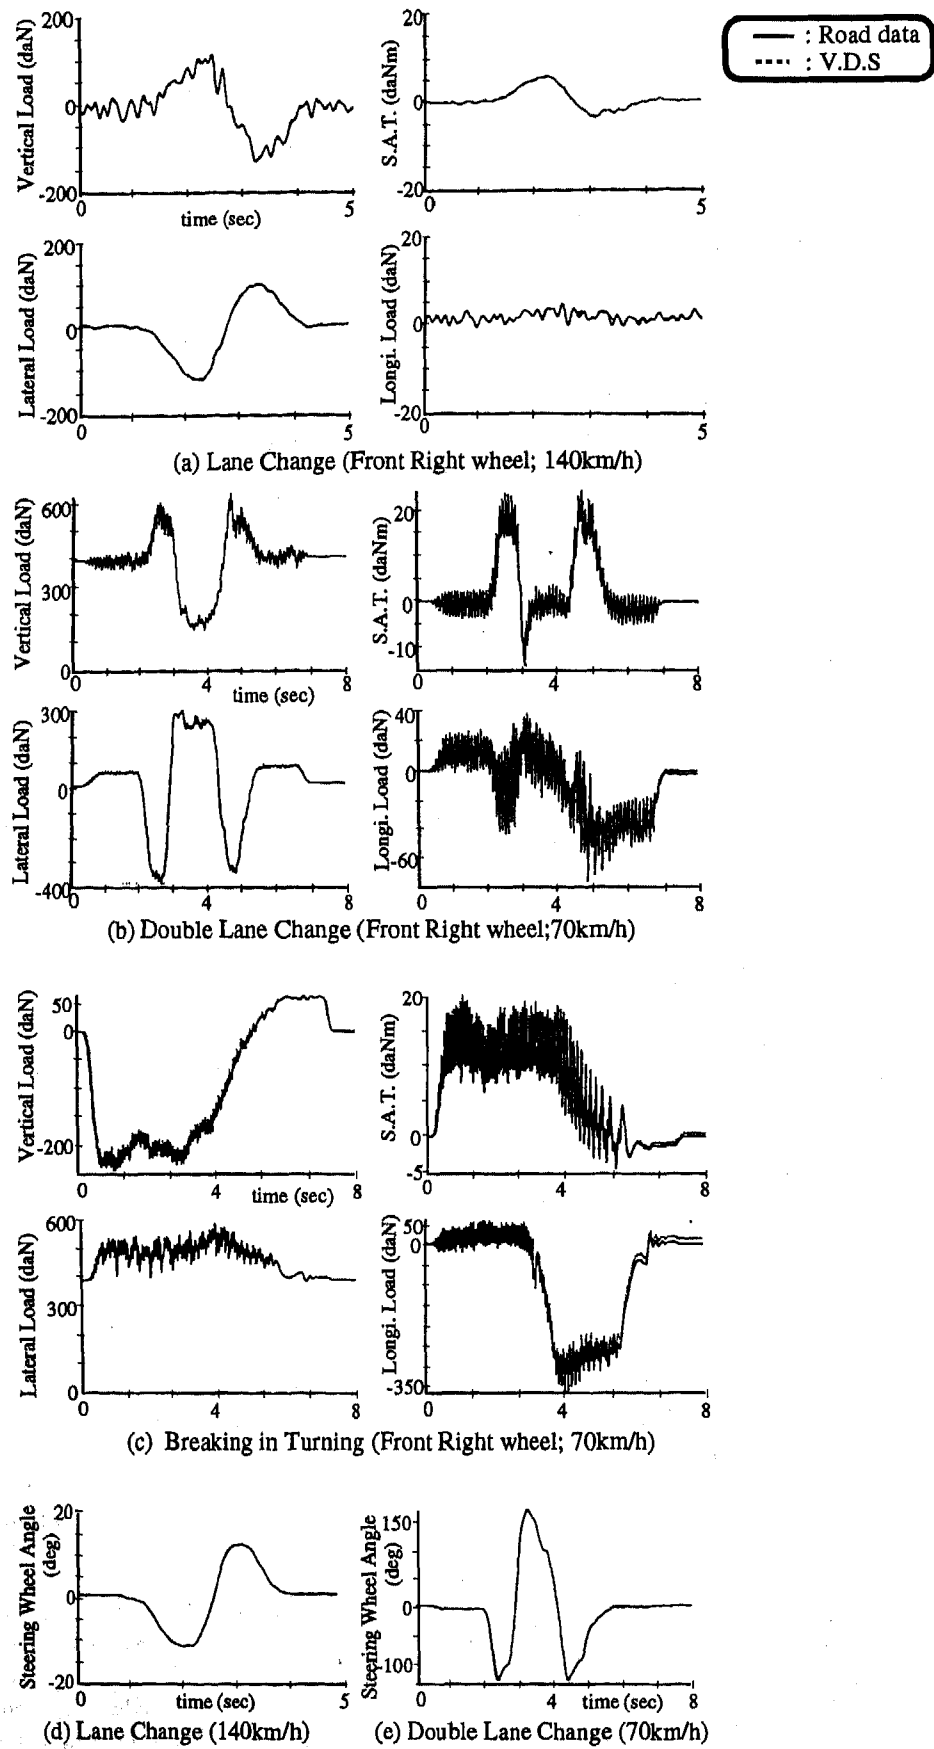 : Road data
: V.D.S
Vertical Load (daN)
200
0
-200
0
time (sec)
5
S.A.T. (daNm)
20
0
-20
0
5
Lateral Load (daN)
200
0
-200
0
5
Longi. Load (daN)
20
0
-20
0
5
(a) Lane Change (Front Right wheel; 140km/h)
Vertical Load (daN)
600
300
0
0
4
time (sec)
8
S.A.T. (daNm)
20
0
-10
0
4
8
Lateral Load (daN)
300
0
-400
0
4
8
Longi. Load (daN)
40
0
-60
0
4
8
(b) Double Lane Change (Front Right wheel;70km/h)
Vertical Load (daN)
50
0
-200
0
4
time (sec)
8
S.A.T. (daNm)
20
0
-5
0
4
8
Lateral Load (daN)
600
300
0
0
4
8
Longi. Load (daN)
50
0
-350
0
4
8
(c) Breaking in Turning (Front Right wheel; 70km/h)
Steering Wheel Angle
(deg)
20
0
-20
0
time (sec)
5
Steering Wheel Angle
(deg)
150
0
-100
0
4
time (sec)
8
(d) Lane Change (140km/h)
(e) Double Lane Change (70km/h)